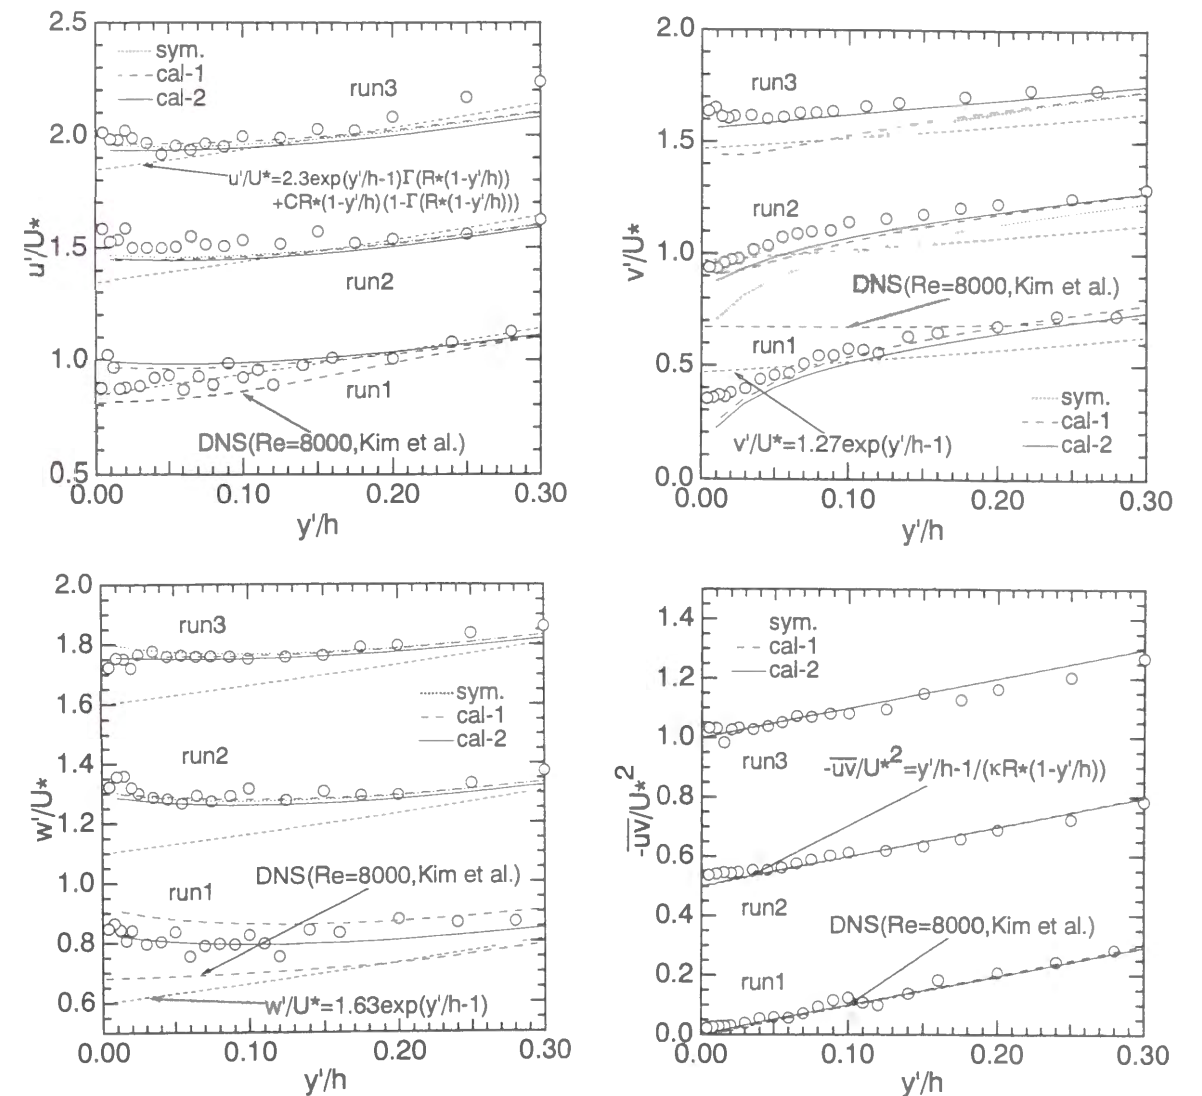 2.5
2.0
1.5
1.0
0.5
u'/U*
sym.
cal-1
cal-2
run3
u'/U*=2.3exp(y'/h-1)Γ(R*(1-y'/h))
+CR*(1-y'/h)(1-Γ(R*(1-y'/h)))
run2
run1
DNS(Re=8000,Kim et al.)
0.00 0.10 0.20 0.30
y'/h
2.0
1.5
1.0
0.5
0.0
v'/U*
run3
run2
DNS(Re=8000,Kim et al.)
run1
sym.
cal-1
cal-2
v'/U*=1.27exp(y'/h-1)
0.00 0.10 0.20 0.30
y'/h
2.0
1.8
1.6
1.4
1.2
1.0
0.8
0.6
w'/U*
run3
sym.
cal-1
cal-2
run2
DNS(Re=8000,Kim et al.)
run1
w'/U*=1.63exp(y'/h-1)
0.00 0.10 0.20 0.30
y'/h
1.4
1.2
1.0
0.8
0.6
0.4
0.2
0.0
-u̅v̅/U*²
sym.
cal-1
cal-2
run3
-u̅v̅/U*²=y'/h-1/(κR*(1-y'/h))
run2
DNS(Re=8000,Kim et al.)
run1
0.00 0.10 0.20 0.30
y'/h